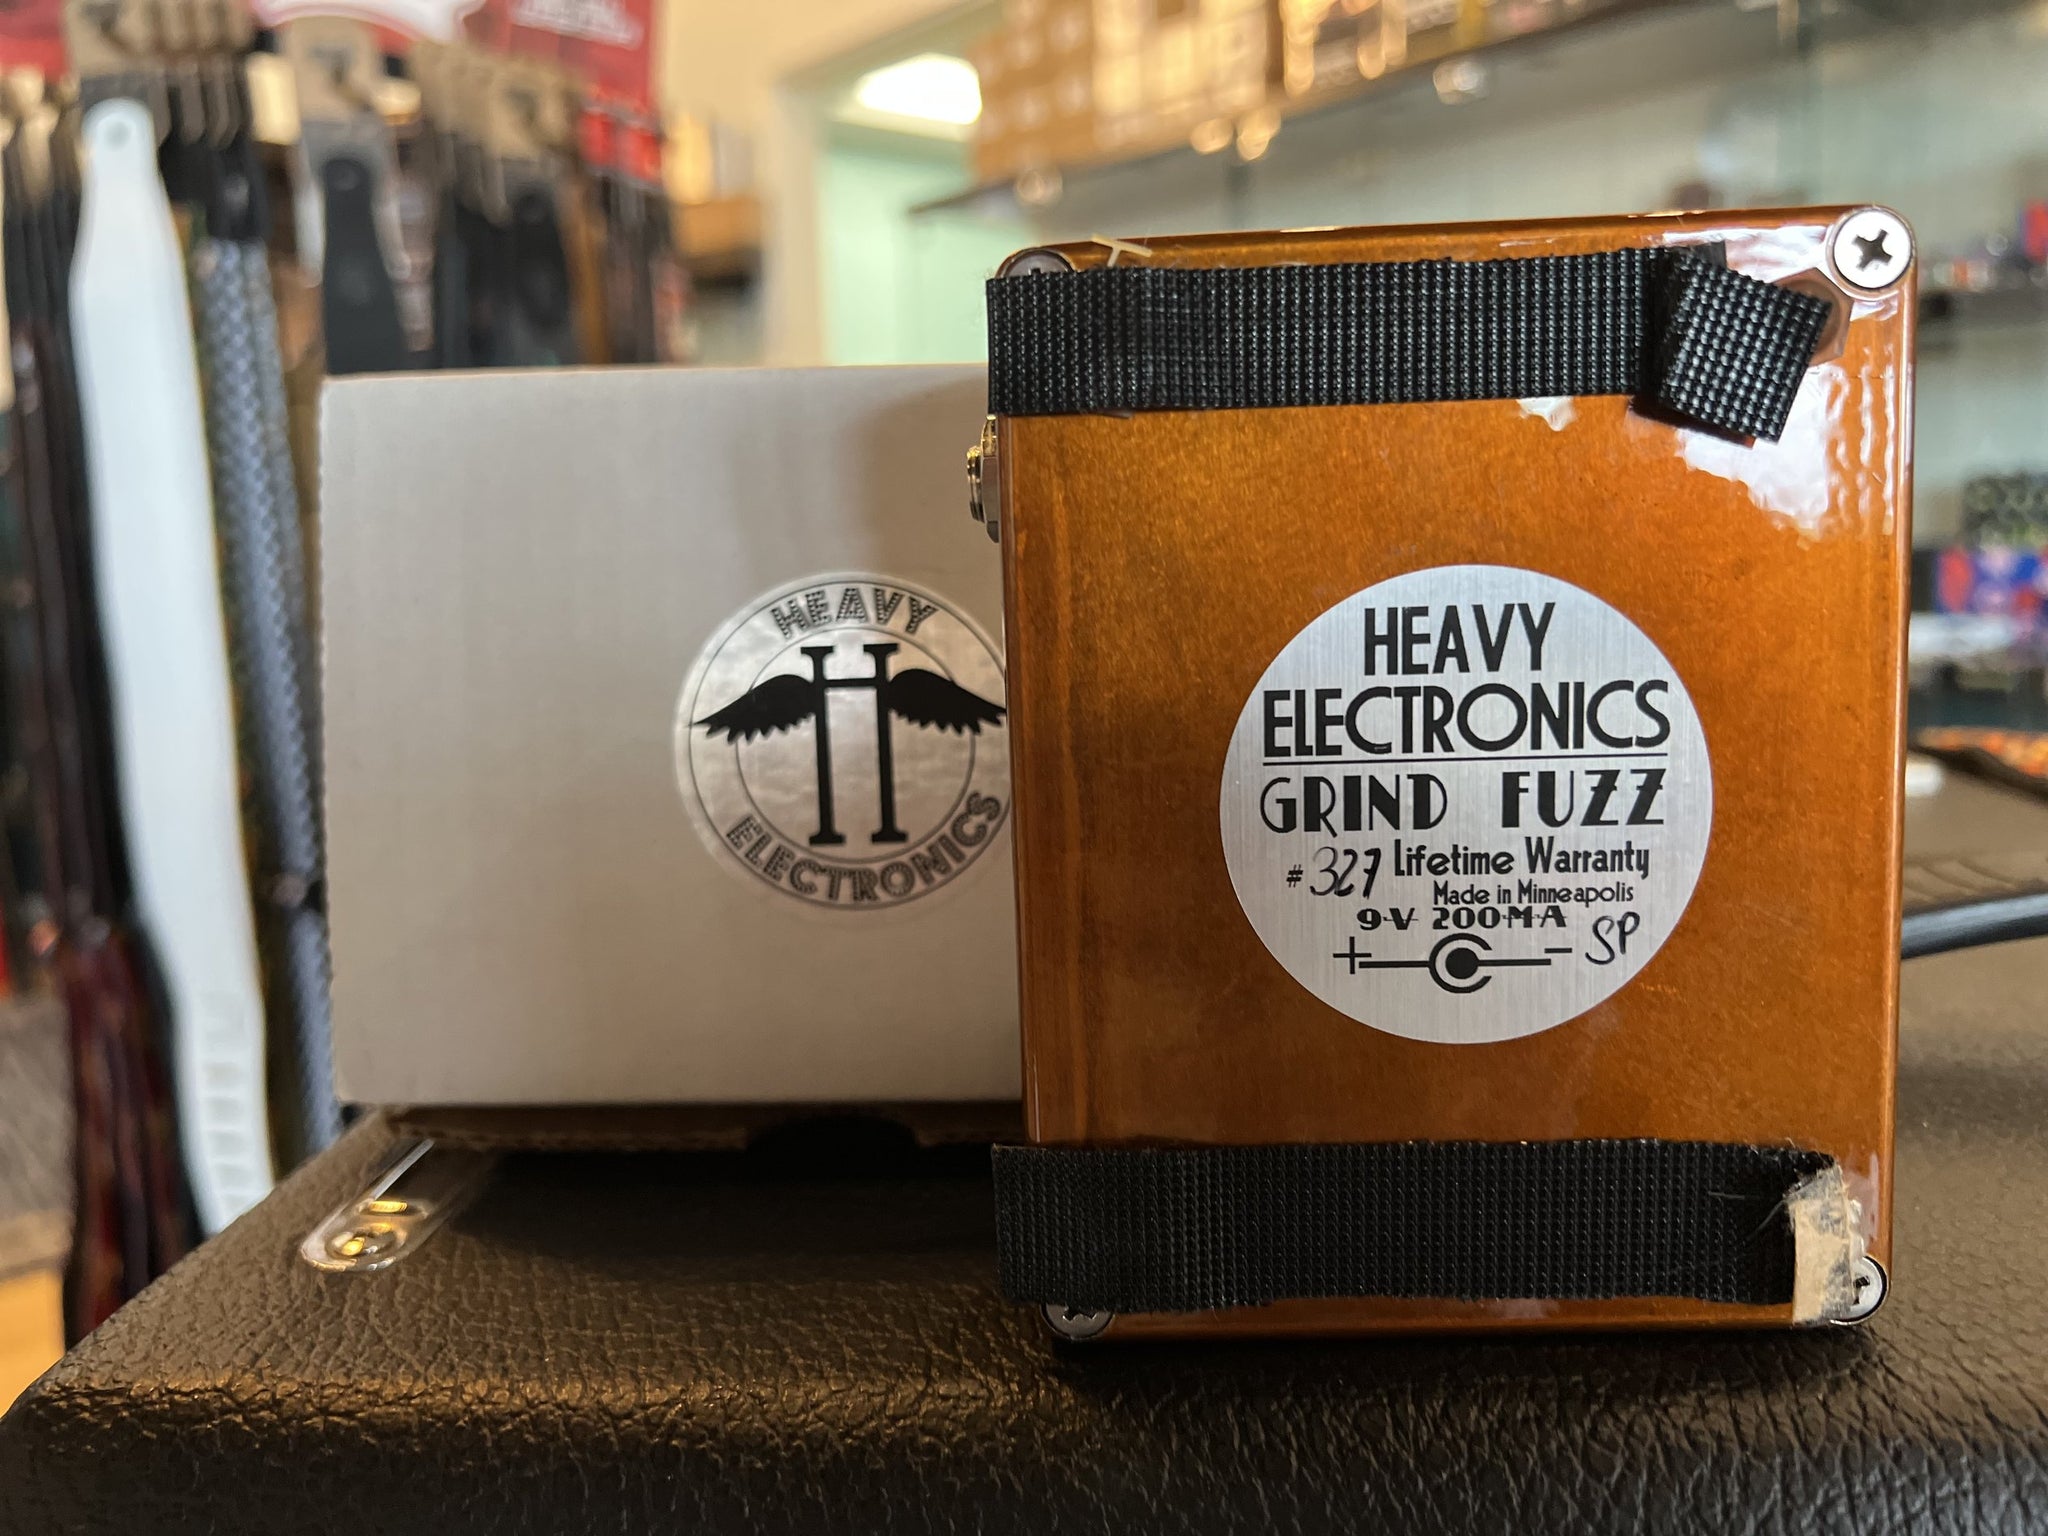 HEAVY
H
ELECTRONICS
HEAVY
ELECTRONICS
GRIND FUZZ
#327 Lifetime Warranty
Made in Minneapolis
9V 200MA
+ - SP